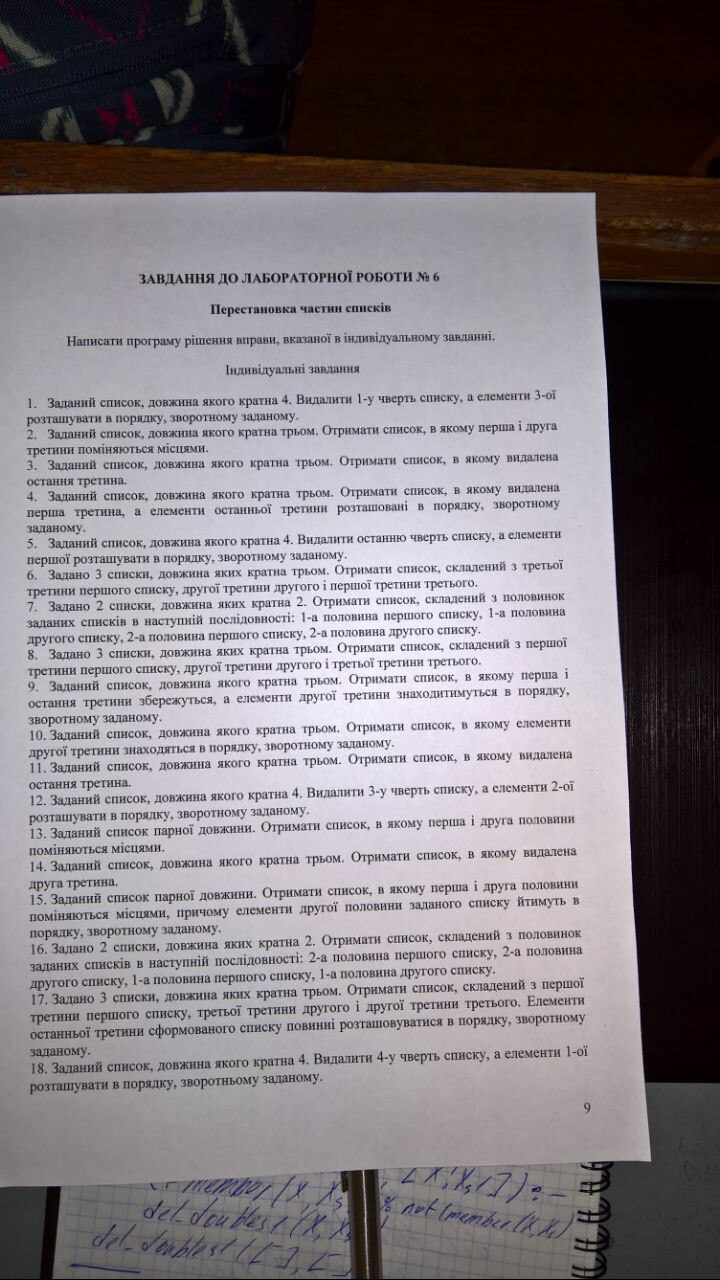 ЗАВДАННЯ ДО ЛАБОРАТОРНОЇ РОБОТИ № 6
Перестановка частин списків
Написати програму рішення вправи, вказаної в індивідуальному завданні.
Індивідуальні завдання
1. Заданий список, довжина якого кратна 4. Видалити 1-у чверть списку, а елементи 3-ої
розташувати в порядку, зворотному заданому.
2. Заданий список, довжина якого кратна трьом. Отримати список, в якому перша і друга
третини поміняються місцями.
3. Заданий список, довжина якого кратна трьом. Отримати список, в якому видалена
остання третина.
4. Заданий список, довжина якого кратна трьом. Отримати список, в якому видалена
перша третина, а елементи останньої третини розташовані в порядку, зворотному
заданому.
5. Заданий список, довжина якого кратна 4. Видалити останню чверть списку, а елементи
першої розташувати в порядку, зворотному заданому.
6. Задано 3 списки, довжина яких кратна трьом. Отримати список, складений з третьої
третини першого списку, другої третини другого і першої третини третього.
7. Задано 2 списки, довжина яких кратна 2. Отримати список, складений з половинок
заданих списків в наступній послідовності: 1-а половина першого списку, 1-а половина
другого списку, 2-а половина першого списку, 2-а половина другого списку.
8. Задано 3 списки, довжина яких кратна трьом. Отримати список, складений з першої
третини першого списку, другої третини другого і третьої третини третього.
9. Заданий список, довжина якого кратна трьом. Отримати список, в якому перша і
остання третини збережуться, а елементи другої третини знаходитимуться в порядку,
зворотному заданому.
10. Заданий список, довжина якого кратна трьом. Отримати список, в якому елементи
другої третини знаходяться в порядку, зворотному заданому.
11. Заданий список, довжина якого кратна трьом. Отримати список, в якому видалена
остання третина.
12. Заданий список, довжина якого кратна 4. Видалити 3-у чверть списку, а елементи 2-ої
розташувати в порядку, зворотному заданому.
13. Заданий список парної довжини. Отримати список, в якому перша і друга половини
поміняються місцями.
14. Заданий список, довжина якого кратна трьом. Отримати список, в якому видалена
друга третина.
15. Заданий список парної довжини. Отримати список, в якому перша і друга половини
поміняються місцями, причому елементи другої половини заданого списку йтимуть в
порядку, зворотному заданому.
16. Задано 2 списки, довжина яких кратна 2. Отримати список, складений з половинок
заданих списків в наступній послідовності: 2-а половина першого списку, 2-а половина
другого списку, 1-а половина першого списку, 1-а половина другого списку.
17. Задано 3 списки, довжина яких кратна трьом. Отримати список, складений з першої
третини першого списку, третьої третини другого і другої третини третього. Елементи
останньої третини сформованого списку повинні розташовуватися в порядку, зворотному
заданому.
18. Заданий список, довжина якого кратна 4. Видалити 4-у чверть списку, а елементи 1-ої
розташувати в порядку, зворотньому заданому.
9
member(X, :-
del_doubles1(X, % not(member(X, Xs)
del_doubles1([],